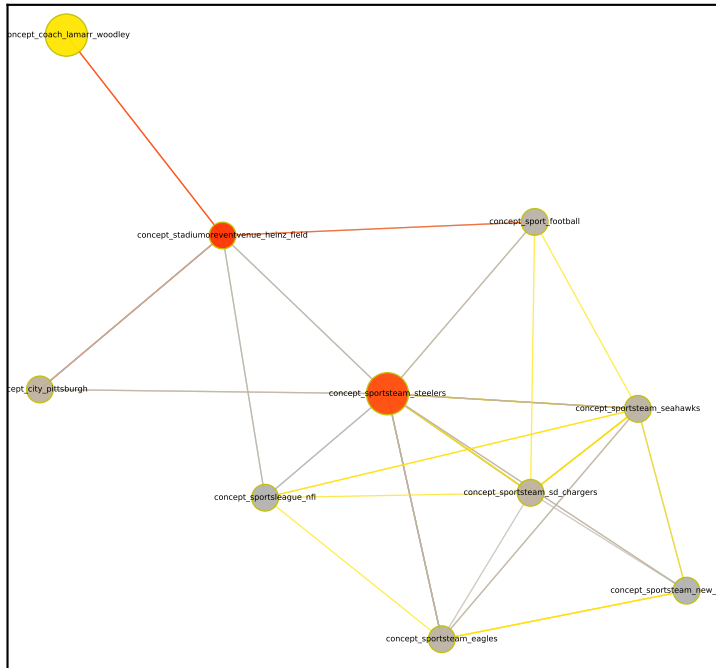 oncept_coach_lamarr_woodley
concept_sport_football
concept_stadiumoreventvenue_heinz_field
cept_city_pittsburgh
concept_sportsteam_steelers
concept_sportsteam_seahawks
concept_sportsteam_sd_chargers
concept_sportsleague_nfl
concept_sportsteam_new_
concept_sportsteam_eagles